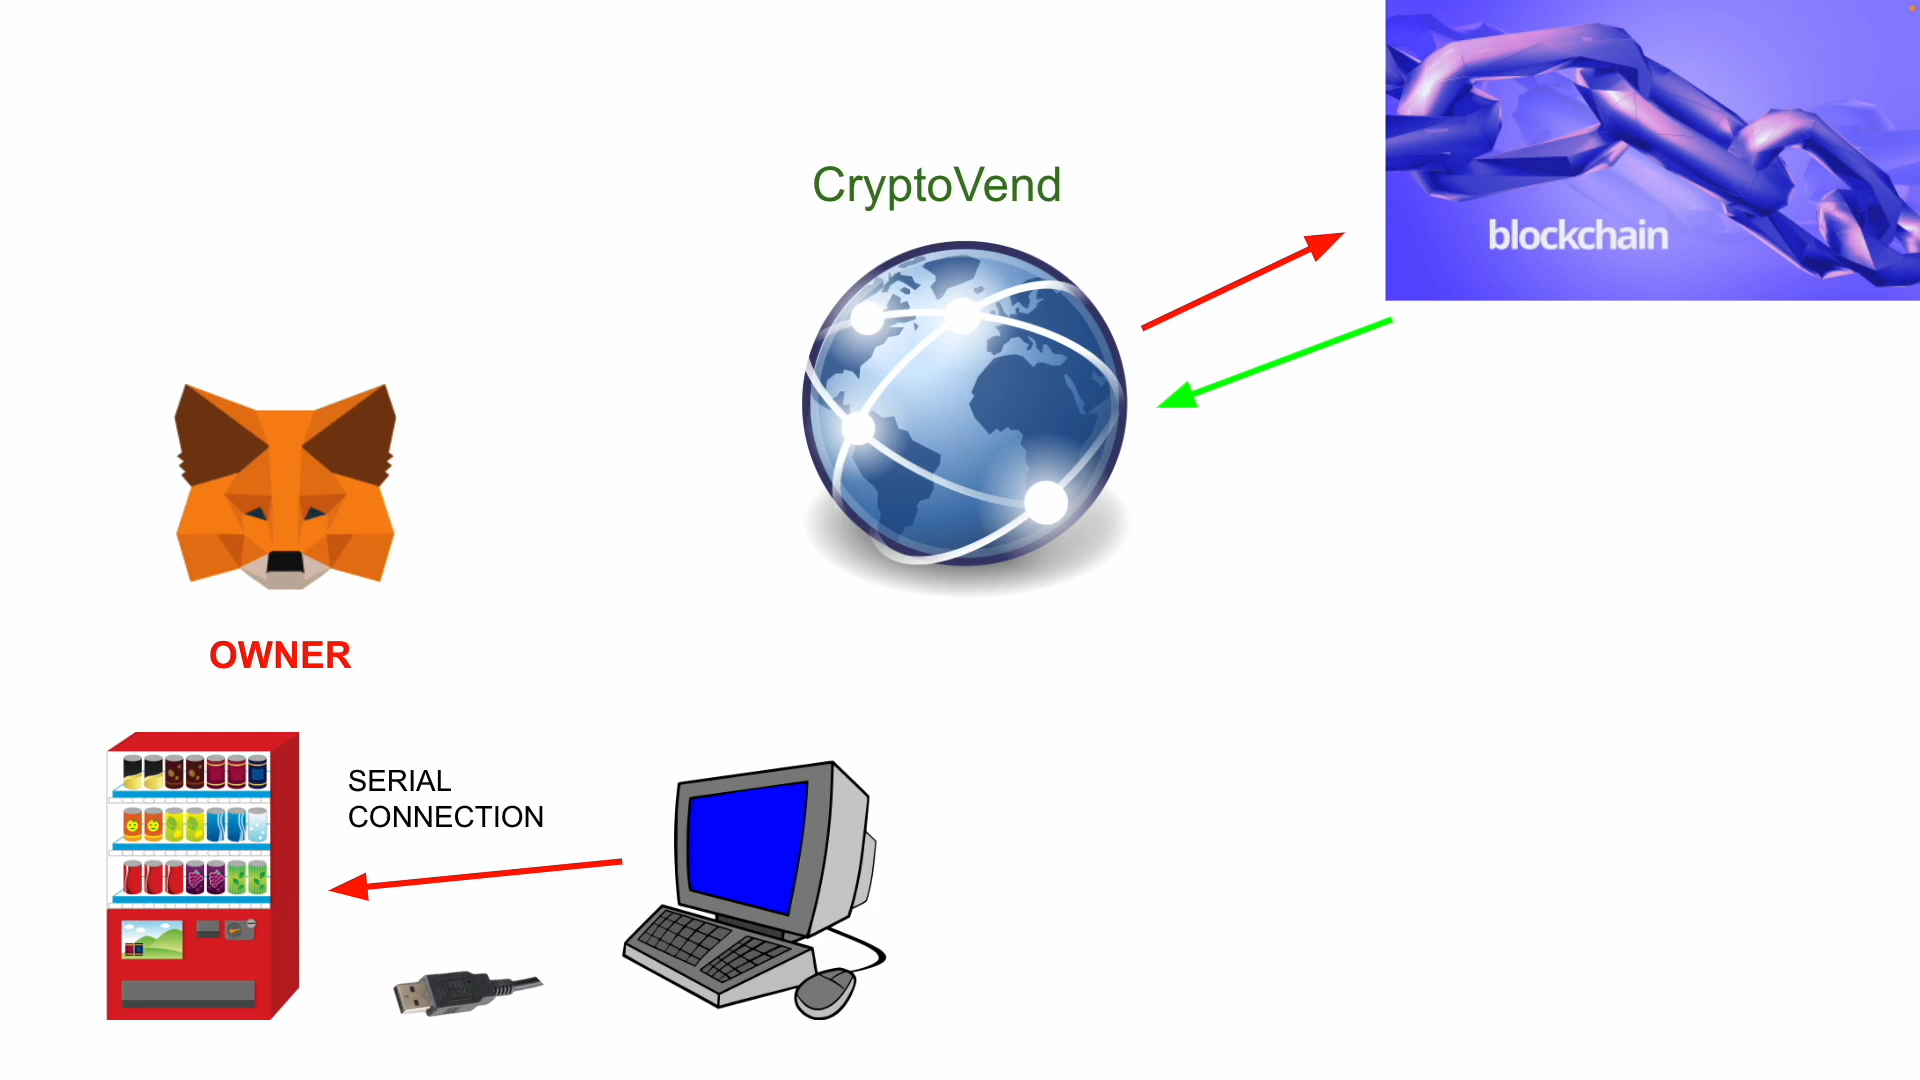 CryptoVend
blockchain
OWNER
SERIAL
CONNECTION